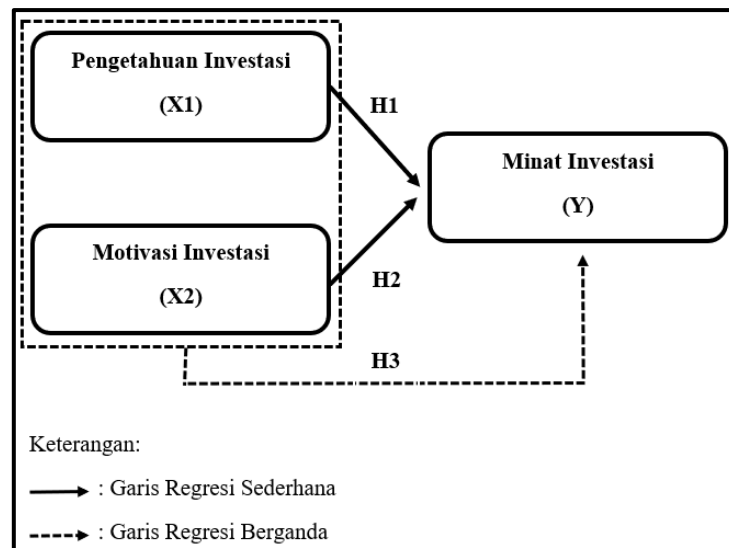 Pengetahuan Investasi
(X1)
H1
Minat Investasi
(Y)
Motivasi Investasi
(X2)
H2
H3
Keterangan:
: Garis Regresi Sederhana
: Garis Regresi Berganda